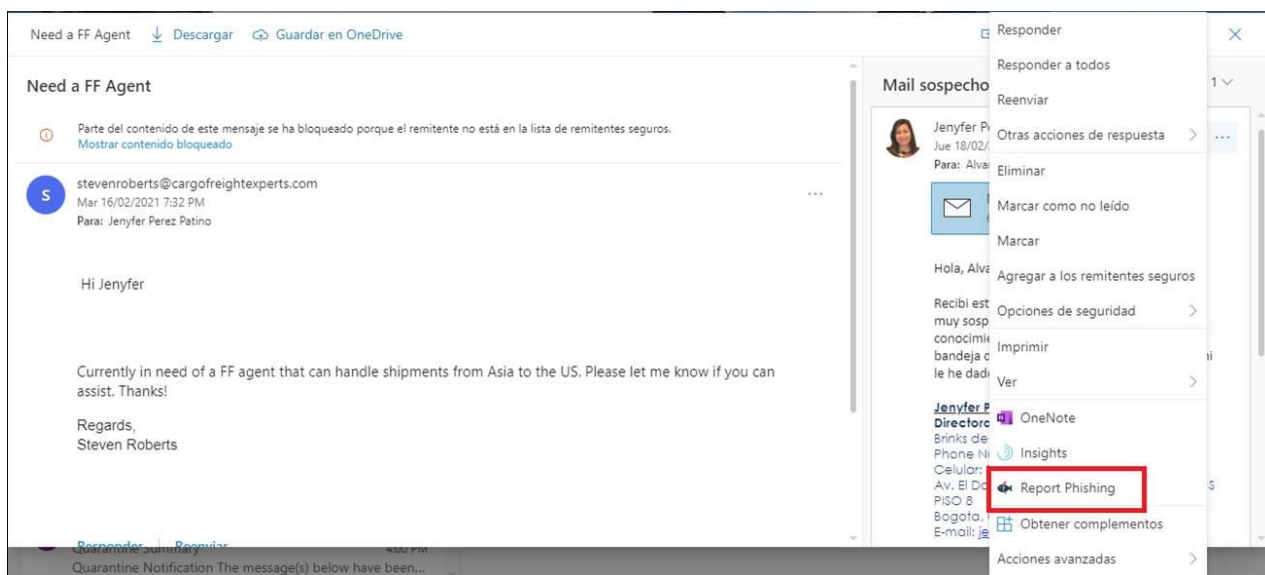 Need a FF Agent
Descargar
Guardar en OneDrive
Need a FF Agent
Parte del contenido de este mensaje se ha bloqueado porque el remitente no está en la lista de remitentes seguros.
Mostrar contenido bloqueado
S
stevenroberts@cargofreightexperts.com
Mar 16/02/2021 7:32 PM
Para: Jenyfer Perez Patino
Hi Jenyfer
Currently in need of a FF agent that can handle shipments from Asia to the US. Please let me know if you can
assist. Thanks!
Regards,
Steven Roberts
Responder
Reenviar
Quarantine Summary
4:00 PM
Quarantine Notification The message(s) below have been...
Mail sospecho
1
Jenyfer P
Jue 18/02/
Para: Alva
Hola, Alva
Recibi est
muy sosp
conocimie
bandeja d
le he dad
Jenyfer P
Directora
Brinks de
Phone N
Celular:
Av. El Do
PISO 8
Bogota,
E-mail: je
Responder
Responder a todos
Reenviar
Otras acciones de respuesta
Eliminar
Marcar como no leído
Marcar
Agregar a los remitentes seguros
Opciones de seguridad
Imprimir
Ver
OneNote
Insights
Report Phishing
Obtener complementos
Acciones avanzadas